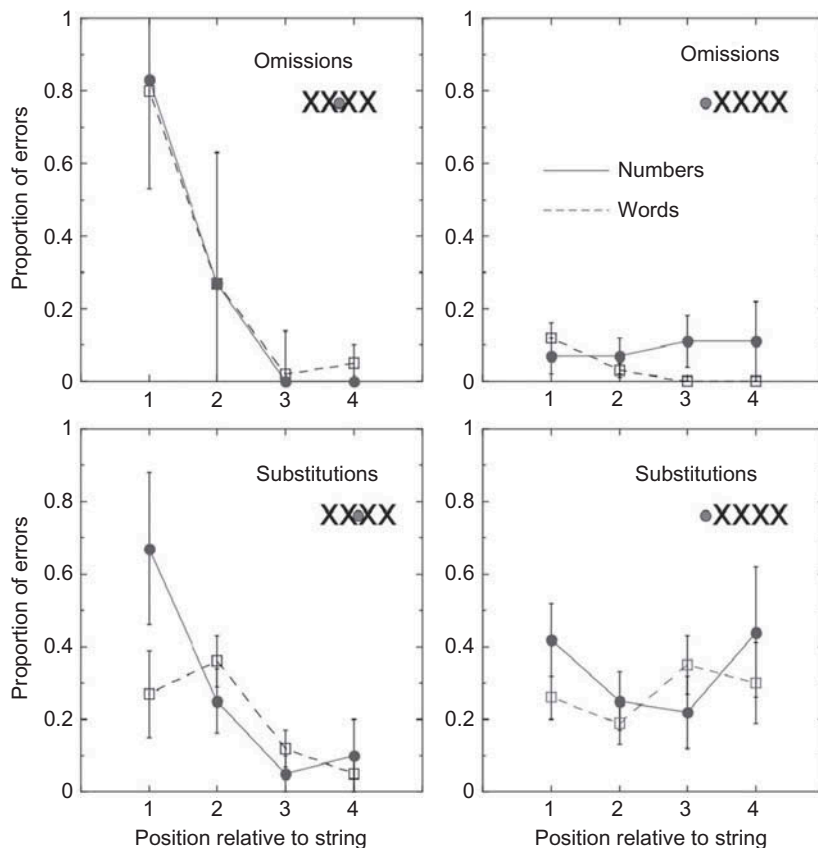 Proportion of errors
1
0.8
0.6
0.4
0.2
0
Omissions
XXXX
1 2 3 4
Omissions
XXXX
Numbers
Words
1
0.8
0.6
0.4
0.2
0
1 2 3 4
Proportion of errors
1
0.8
0.6
0.4
0.2
0
Substitutions
XXXX
1 2 3 4
Position relative to string
1
0.8
0.6
0.4
0.2
0
Substitutions
XXXX
1 2 3 4
Position relative to string